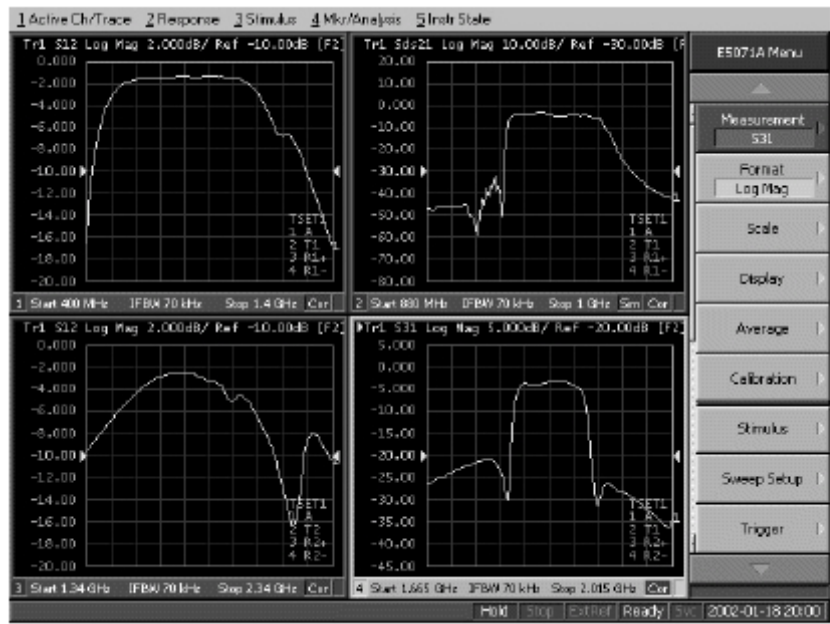 1 Active Ch/Trace 2 Response 3 Stimulus 4 Mkr/Analysis 5 Instr State
Tr1 S12 Log Mag 2.000dB/ Ref -10.00dB [F2]
0.000
-2.000
-4.000
-6.000
-8.000
-10.00
-12.00
-14.00
-16.00
-18.00
-20.00
TSET1
1 A
2 T1
3 R1+
4 R1-
1 Start 400 MHz IFBW 70 kHz Stop 1.4 GHz Cor
Tr1 Sds21 Log Mag 10.00dB/ Ref -30.00dB [F
20.00
10.00
0.000
-10.00
-20.00
-30.00
-40.00
-50.00
-60.00
-70.00
-80.00
TSET1
1 A
2 T1
3 R1+
4 R1-
2 Start 880 MHz IFBW 70 kHz Stop 1 GHz Sim Cor
Tr1 S12 Log Mag 2.000dB/ Ref -10.00dB [F2]
0.000
-2.000
-4.000
-6.000
-8.000
-10.00
-12.00
-14.00
-16.00
-18.00
-20.00
TSET1
1 A
2 T2
3 R2+
4 R2-
3 Start 1.34 GHz IFBW 70 kHz Stop 2.34 GHz Cor
Tr1 S31 Log Mag 5.000dB/ Ref -20.00dB [F2]
5.000
0.000
-5.000
-10.00
-15.00
-20.00
-25.00
-30.00
-35.00
-40.00
-45.00
TSET1
1 A
2 T1
3 R2+
4 R2-
4 Start 1.665 GHz IFBW 70 kHz Stop 2.015 GHz Cor
E5071A Menu
Measurement
S31
Format
Log Mag
Scale
Display
Average
Calibration
Stimulus
Sweep Setup
Trigger
Hold Stop ExtRef Ready Svc 2002-01-18 20:00